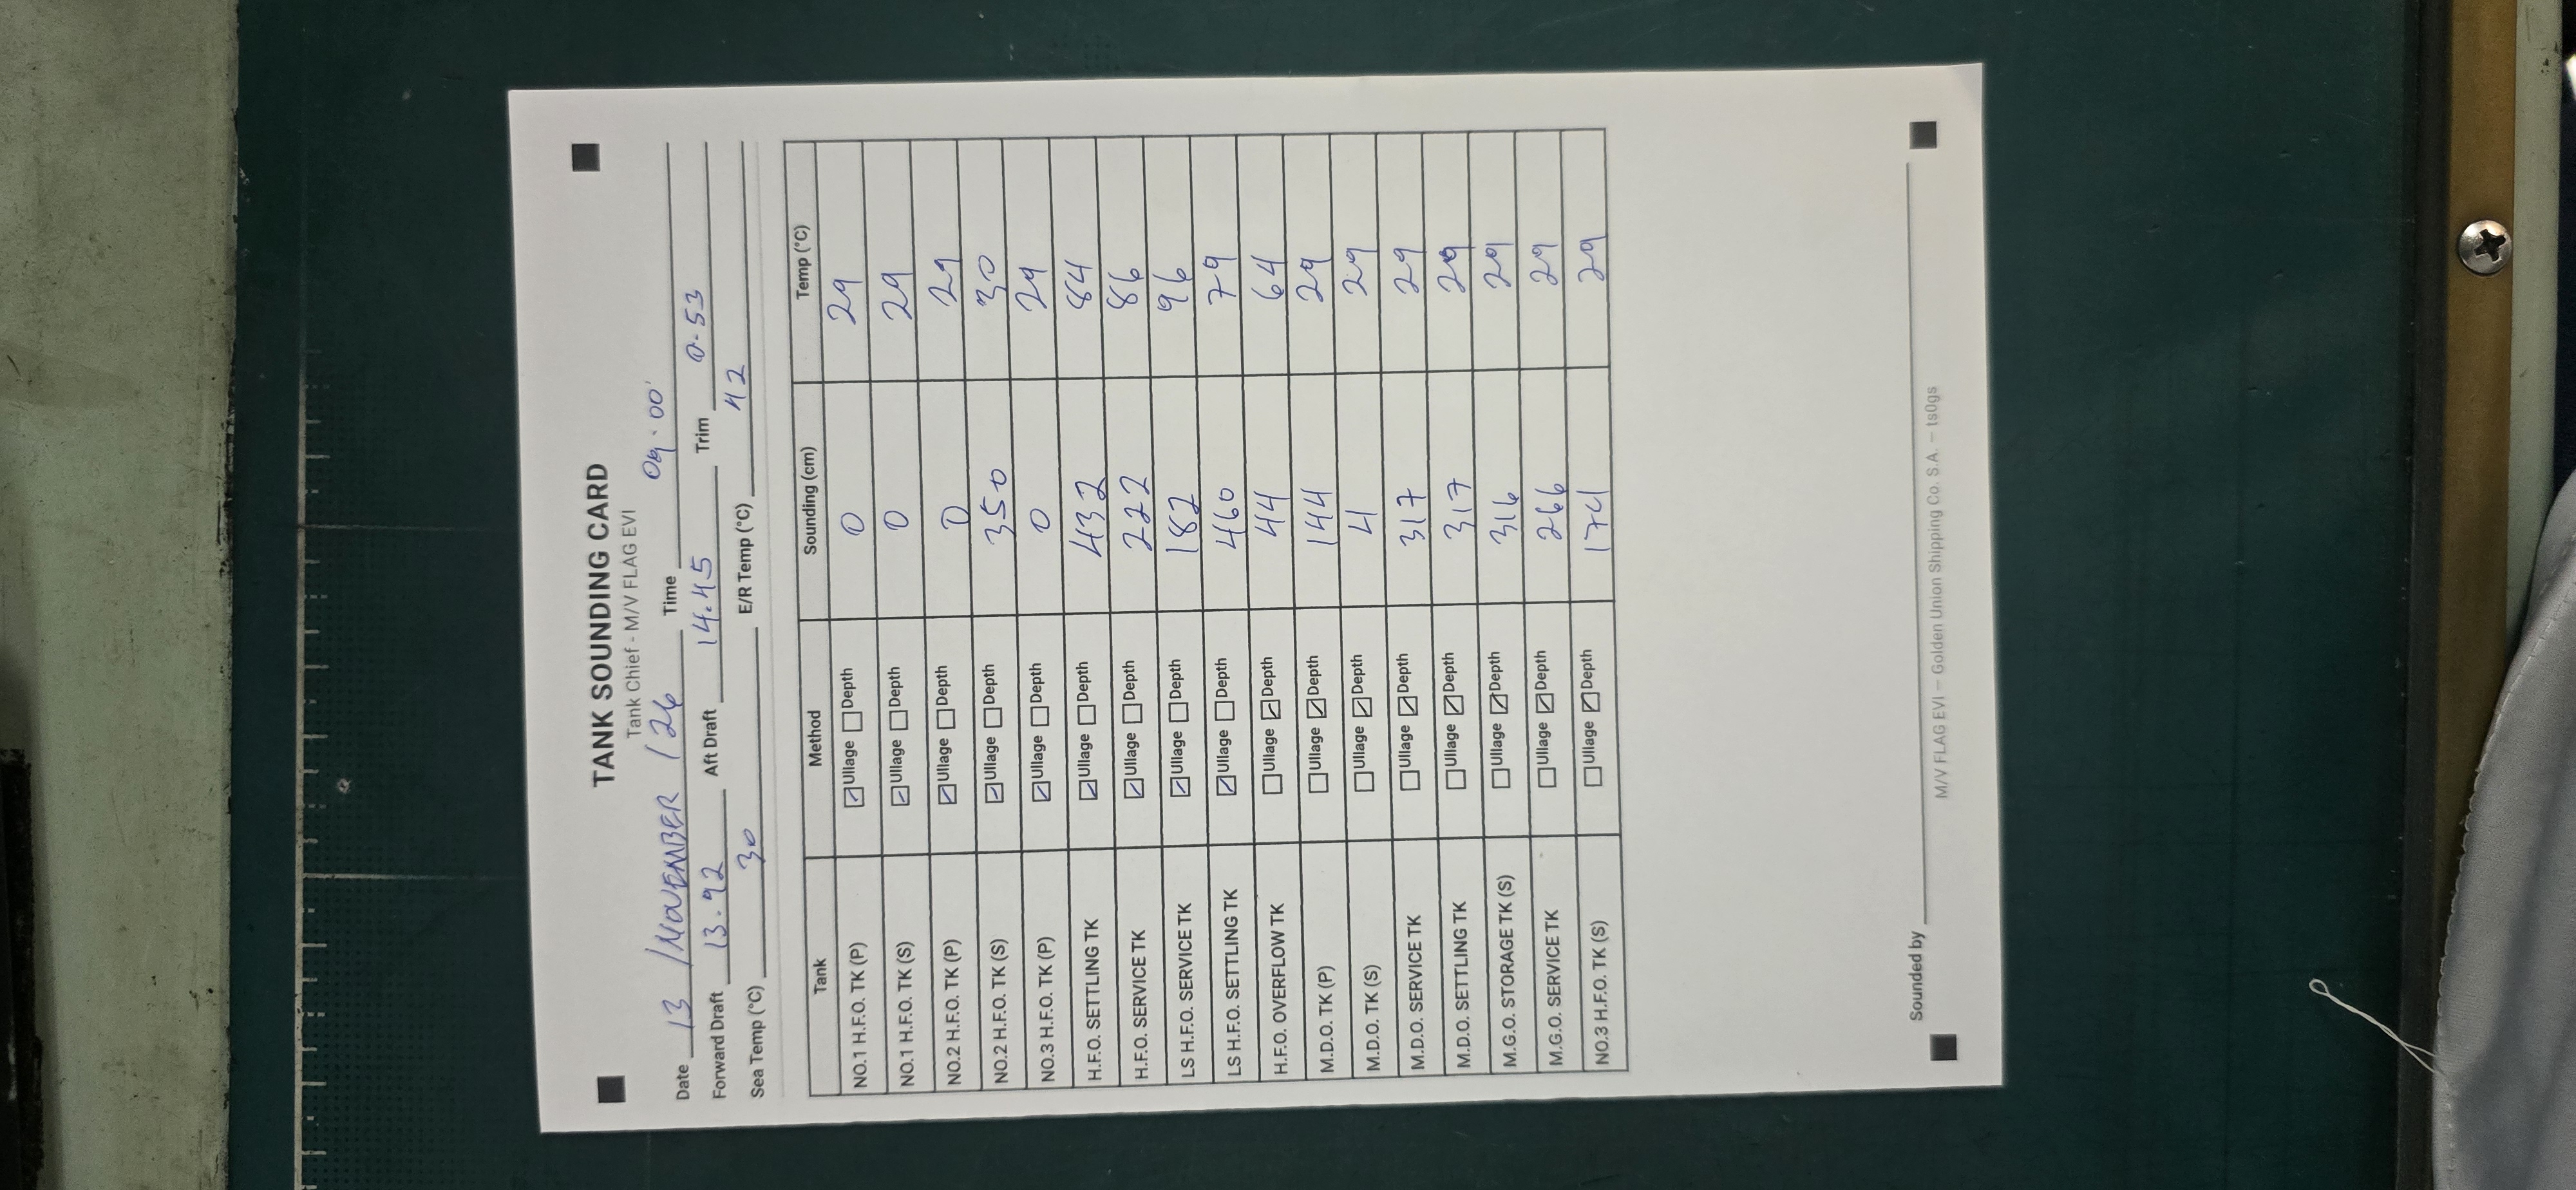 TANK SOUNDING CARD
Tank Chief - M/V FLAG EVI
Date 13 / NOVEMBER / 26 Time 09.00'
Forward Draft 13.92 Aft Draft 14.45 Trim 0.53
Sea Temp (°C) 30 E/R Temp (°C) 42
Tank Method Sounding (cm) Temp (°C)
NO.1 H.F.O. TK (P) ☑ Ullage ☐ Depth 0 29
NO.1 H.F.O. TK (S) ☑ Ullage ☐ Depth 0 29
NO.2 H.F.O. TK (P) ☑ Ullage ☐ Depth 0 29
NO.2 H.F.O. TK (S) ☑ Ullage ☐ Depth 350 30
NO.3 H.F.O. TK (P) ☑ Ullage ☐ Depth 0 29
H.F.O. SETTLING TK ☑ Ullage ☐ Depth 432 84
H.F.O. SERVICE TK ☑ Ullage ☐ Depth 222 86
LS H.F.O. SERVICE TK ☑ Ullage ☐ Depth 182 96
LS H.F.O. SETTLING TK ☑ Ullage ☐ Depth 460 79
H.F.O. OVERFLOW TK ☐ Ullage ☑ Depth 44 64
M.D.O. TK (P) ☐ Ullage ☑ Depth 144 29
M.D.O. TK (S) ☐ Ullage ☑ Depth 4 29
M.D.O. SERVICE TK ☐ Ullage ☑ Depth 317 29
M.D.O. SETTLING TK ☐ Ullage ☑ Depth 317 29
M.G.O. STORAGE TK (S) ☐ Ullage ☑ Depth 316 29
M.G.O. SERVICE TK ☐ Ullage ☑ Depth 266 29
NO.3 H.F.O. TK (S) ☐ Ullage ☑ Depth 174 29
Sounded by
M/V FLAG EVI – Golden Union Shipping Co. S.A. – ts0gs